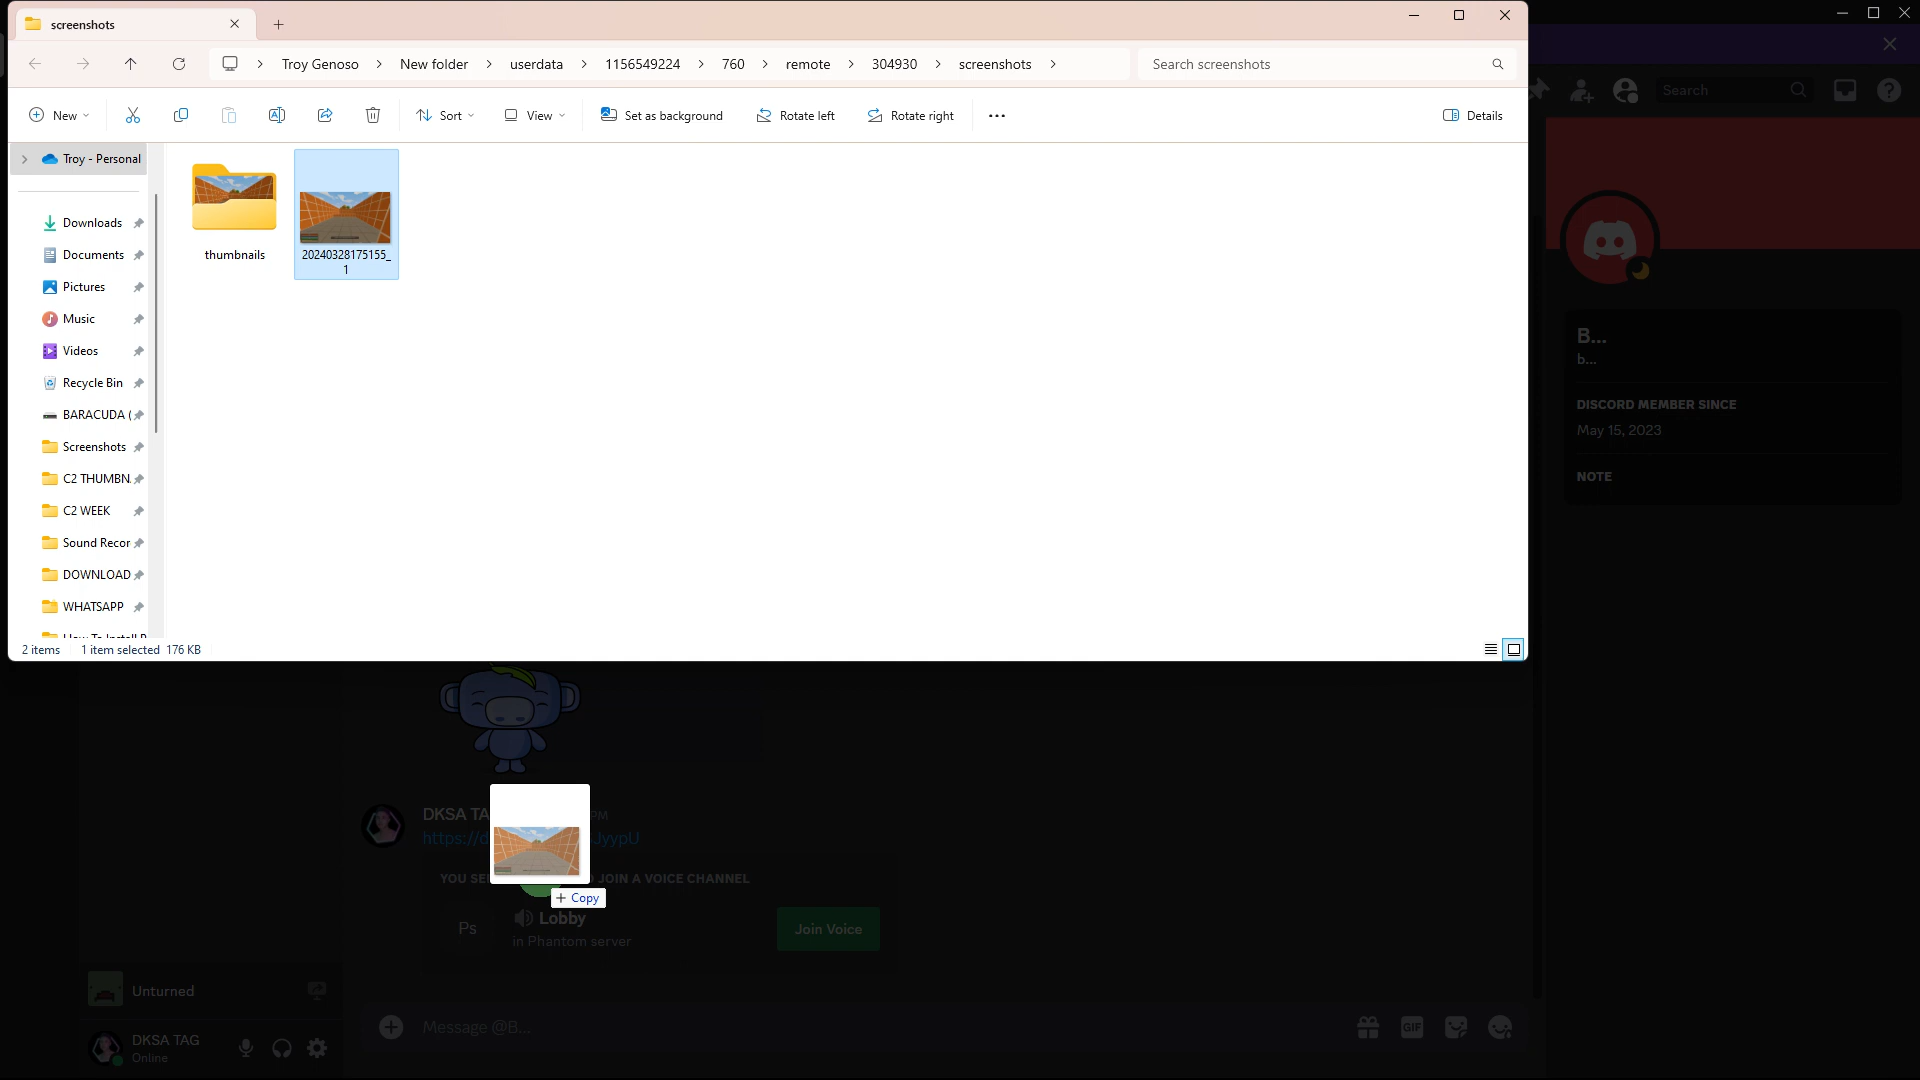 screenshots
Troy Genoso > New folder > userdata > 1156549224 > 760 > remote > 304930 > screenshots >
Search screenshots
New
Sort
View
Set as background
Rotate left
Rotate right
Details
Troy - Personal
Downloads
Documents
Pictures
Music
Videos
Recycle Bin
BARACUDA (
Screenshots
C2 THUMBN
C2 WEEK
Sound Recor
DOWNLOAD
WHATSAPP
thumbnails
20240328175155_
1
2 items
1 item selected 176 KB
Search
B...
b...
DISCORD MEMBER SINCE
May 15, 2023
NOTE
DKSA TA
PM
https://d
JyypU
YOU SE
JOIN A VOICE CHANNEL
+ Copy
Ps
Lobby
in Phantom server
Join Voice
Unturned
DKSA TAG
Online
Message @B...
GIF